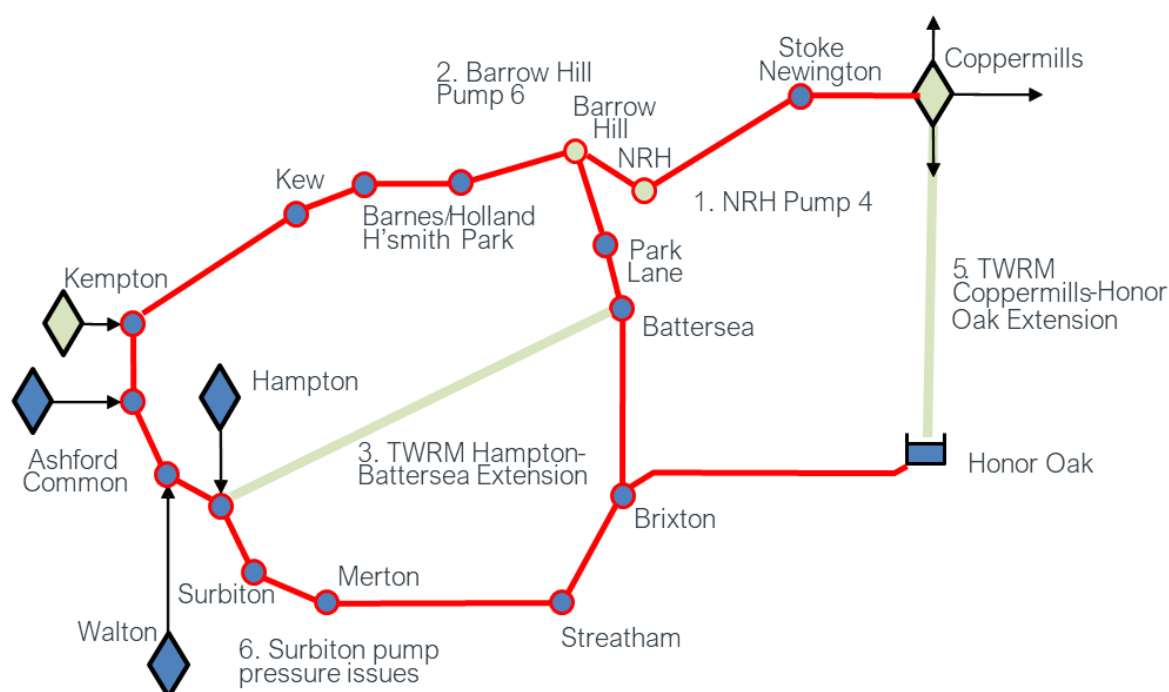 2. Barrow Hill
Pump 6
Stoke
Newington
Coppermills
Barrow
Hill
NRH
Kew
1. NRH Pump 4
Barnes/Holland
H'smith Park
Park
Lane
Kempton
5. TWRM
Coppermills-Honor
Oak Extension
Battersea
Hampton
Ashford
Common
3. TWRM Hampton-
Battersea Extension
Honor Oak
Brixton
Surbiton
Merton
Walton
Streatham
6. Surbiton pump
pressure issues